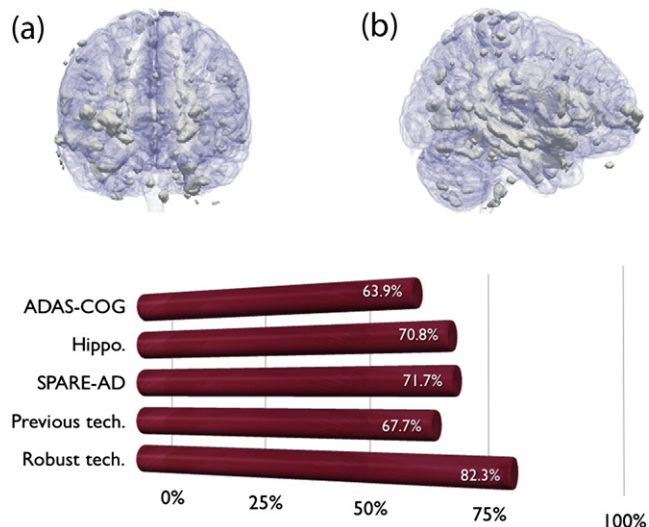 (a)
(b)
ADAS-COG
63.9%
Hippo.
70.8%
SPARE-AD
71.7%
Previous tech.
67.7%
Robust tech.
82.3%
0%
25%
50%
75%
100%